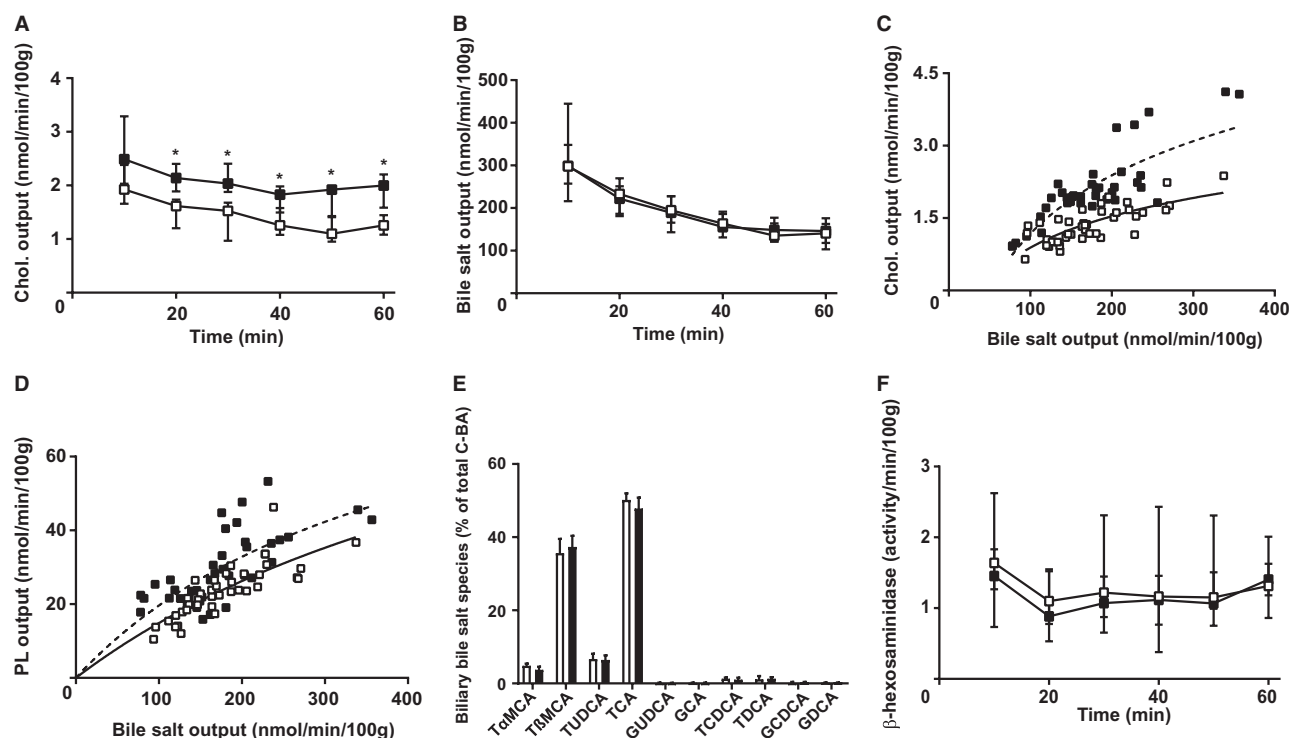 A
Chol. output (nmol/min/100g)
4
3
2
1
0
* * * * *
20 40 60
Time (min)
B
Bile salt output (nmol/min/100g)
500
400
300
200
100
0
20 40 60
Time (min)
C
Chol. output (nmol/min/100g)
4.5
3.0
1.5
0
100 200 300 400
Bile salt output (nmol/min/100g)
D
PL output (nmol/min/100g)
60
40
20
0
0 100 200 300 400
Bile salt output (nmol/min/100g)
E
Biliary bile salt species (% of total C-BA)
60
40
20
0
TαMCA
TßMCA
TUDCA
TCA
GUDCA
GCA
TCDCA
TDCA
GCDCA
GDCA
F
β-hexosaminidase (activity/min/100g)
3
2
1
0
20 40 60
Time (min)